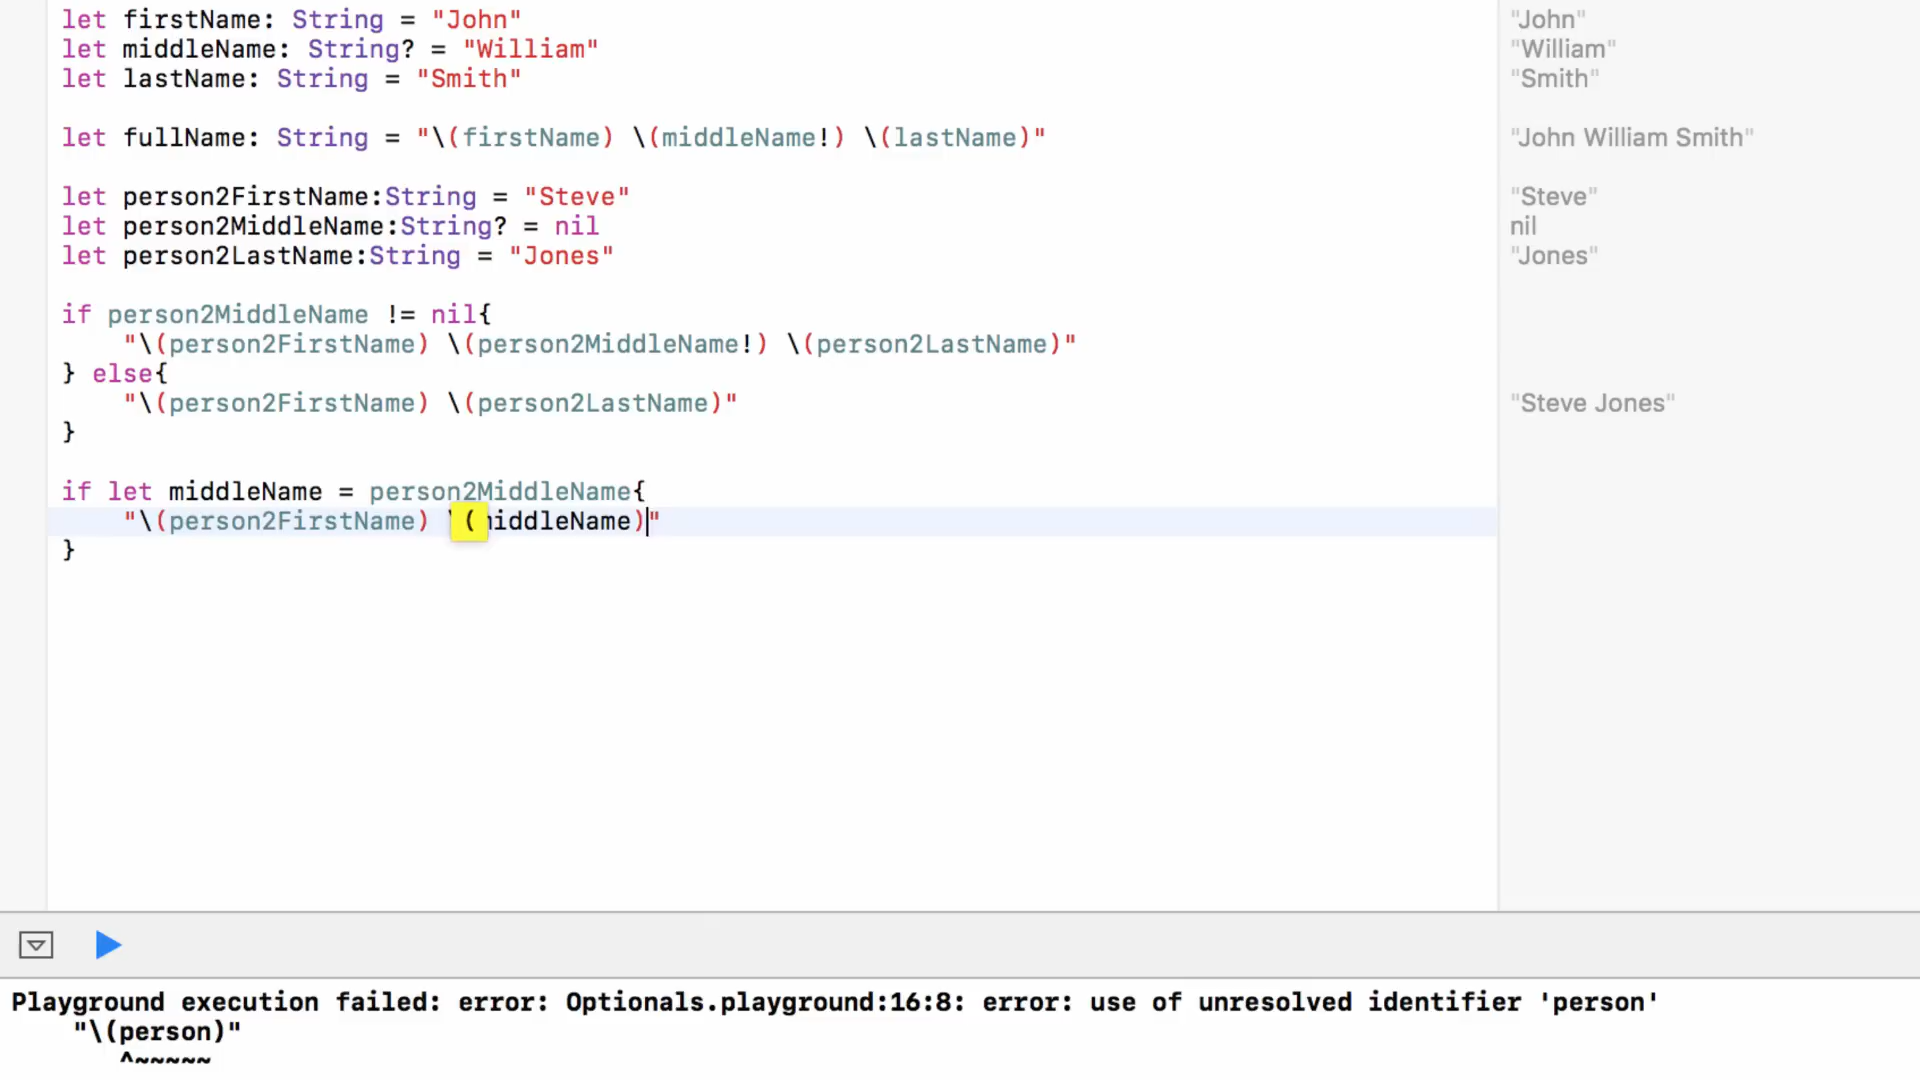 let firstName: String = "John"
"John"
let middleName: String? = "William"
"William"
let lastName: String = "Smith"
"Smith"
let fullName: String = "\(firstName) \(middleName!) \(lastName)"
"John William Smith"
let person2FirstName:String = "Steve"
"Steve"
let person2MiddleName:String? = nil
nil
let person2LastName:String = "Jones"
"Jones"
if person2MiddleName != nil{
"\(person2FirstName) \(person2MiddleName!) \(person2LastName)"
} else{
"\(person2FirstName) \(person2LastName)"
"Steve Jones"
}
if let middleName = person2MiddleName{
"\(person2FirstName) \(middleName)"
}
Playground execution failed: error: Optionals.playground:16:8: error: use of unresolved identifier 'person'
"\(person)"
^~~~~~